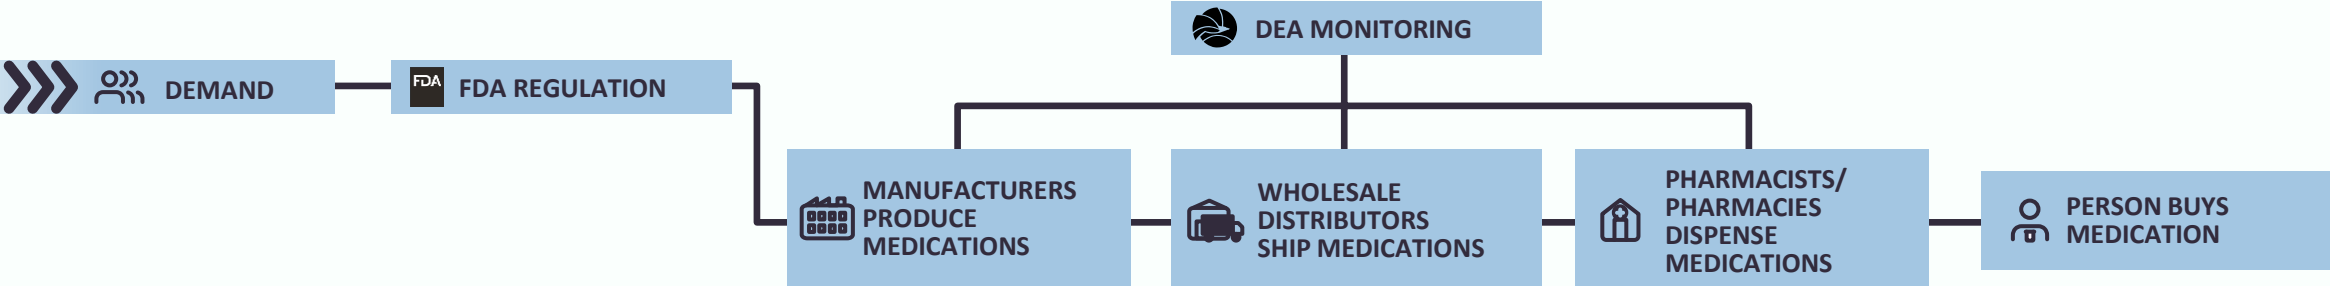 DEA MONITORING
DEMAND
FDA
FDA REGULATION
MANUFACTURERS
PRODUCE
MEDICATIONS
WHOLESALE
DISTRIBUTORS
SHIP MEDICATIONS
PHARMACISTS/
PHARMACIES
DISPENSE
MEDICATIONS
PERSON BUYS
MEDICATION